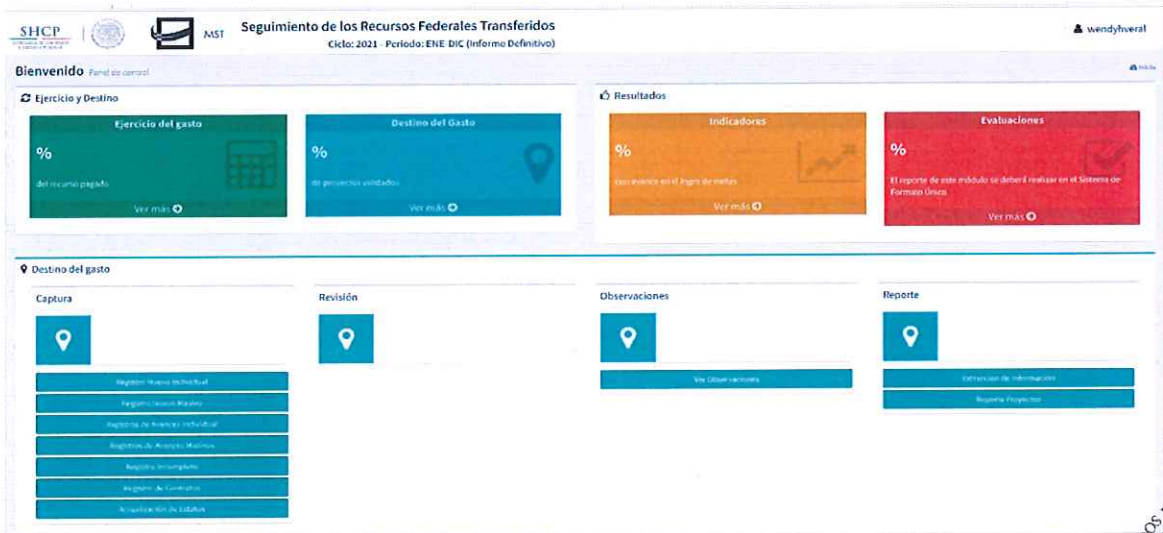 SHCP
MST
Seguimiento de los Recursos Federales Transferidos
Ciclo: 2021 - Periodo: ENE-DIC (Informe Definitivo)
wendyhveral
Bienvenido Panel de control
Inicio
Ejercicio y Destino
Ejercicio del gasto
%
del recurso pagado
Ver más
Destino del Gasto
%
de proyectos validados
Ver más
Resultados
Indicadores
%
con avance en el logro de metas
Ver más
Evaluaciones
%
El reporte de este módulo se deberá realizar en el Sistema de
Formato Único
Ver más
Destino del gasto
Captura
Registro Nuevo Individual
Registro Nuevo Masivo
Registros de Avances Individual
Registros de Avances Masivos
Registro Incompleto
Registro de Contratos
Actualización de Estatus
Revisión
Observaciones
Ver Observaciones
Reporte
Extracción de Información
Reporte Proyectos
OS